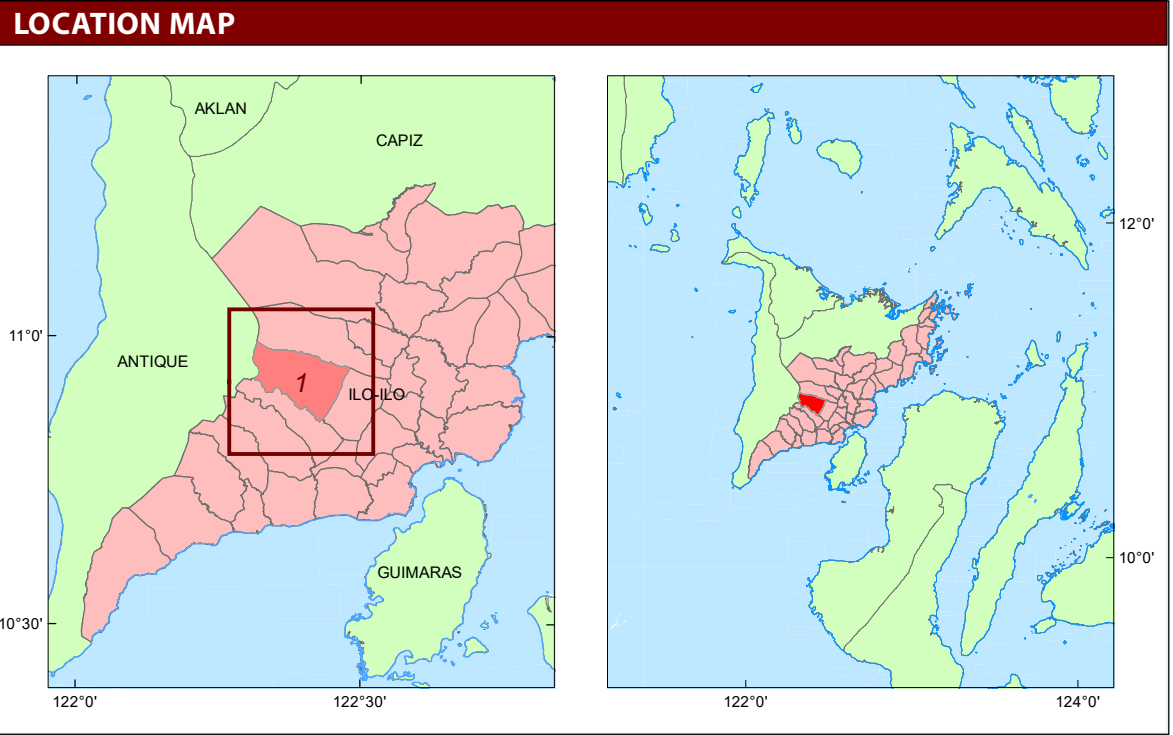 LOCATION MAP
AKLAN
CAPIZ
11°0'
ANTIQUE
1
ILO-ILO
GUIMARAS
10°30'
122°0'
122°30'
12°0'
10°0'
122°0'
124°0'